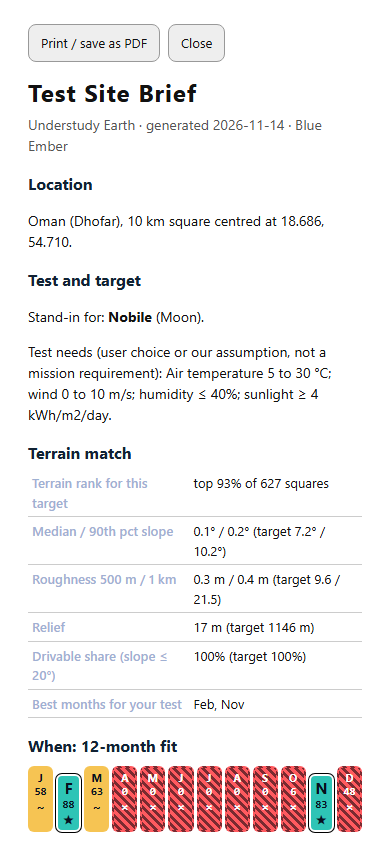 Print / save as PDF Close
Test Site Brief
Understudy Earth · generated 2026-11-14 · Blue
Ember
Location
Oman (Dhofar), 10 km square centred at 18.686,
54.710.
Test and target
Stand-in for: Nobile (Moon).
Test needs (user choice or our assumption, not a
mission requirement): Air temperature 5 to 30 °C;
wind 0 to 10 m/s; humidity ≤ 40%; sunlight ≥ 4
kWh/m2/day.
Terrain match
Terrain rank for this
target
top 93% of 627 squares
Median / 90th pct slope
0.1° / 0.2° (target 7.2° /
10.2°)
Roughness 500 m / 1 km
0.3 m / 0.4 m (target 9.6 /
21.5)
Relief
17 m (target 1146 m)
Drivable share (slope ≤
20°)
100% (target 100%)
Best months for your test
Feb, Nov
When: 12-month fit
J F M A M J J A S O N D
58 88 63 0 0 0 0 0 0 6 83 48
~ ★ ~ × × × × × × × ★ ×